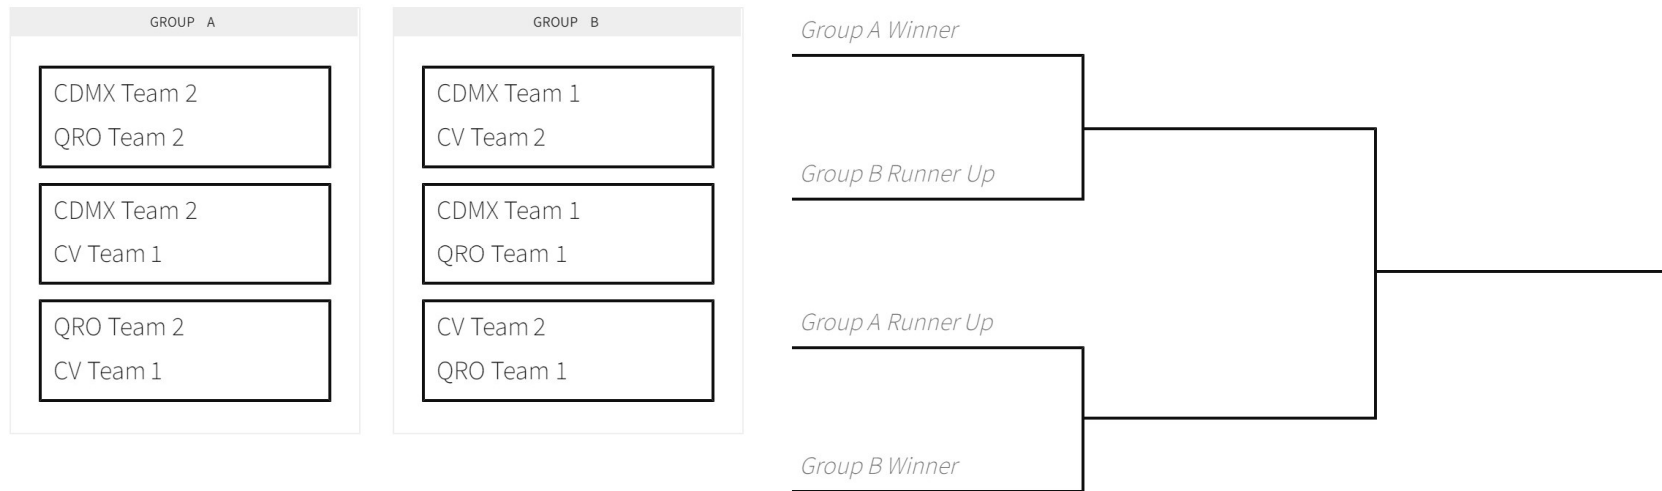 GROUP A
CDMX Team 2
QRO Team 2
CDMX Team 2
CV Team 1
QRO Team 2
CV Team 1
GROUP B
CDMX Team 1
CV Team 2
CDMX Team 1
QRO Team 1
CV Team 2
QRO Team 1
Group A Winner
Group B Runner Up
Group A Runner Up
Group B Winner